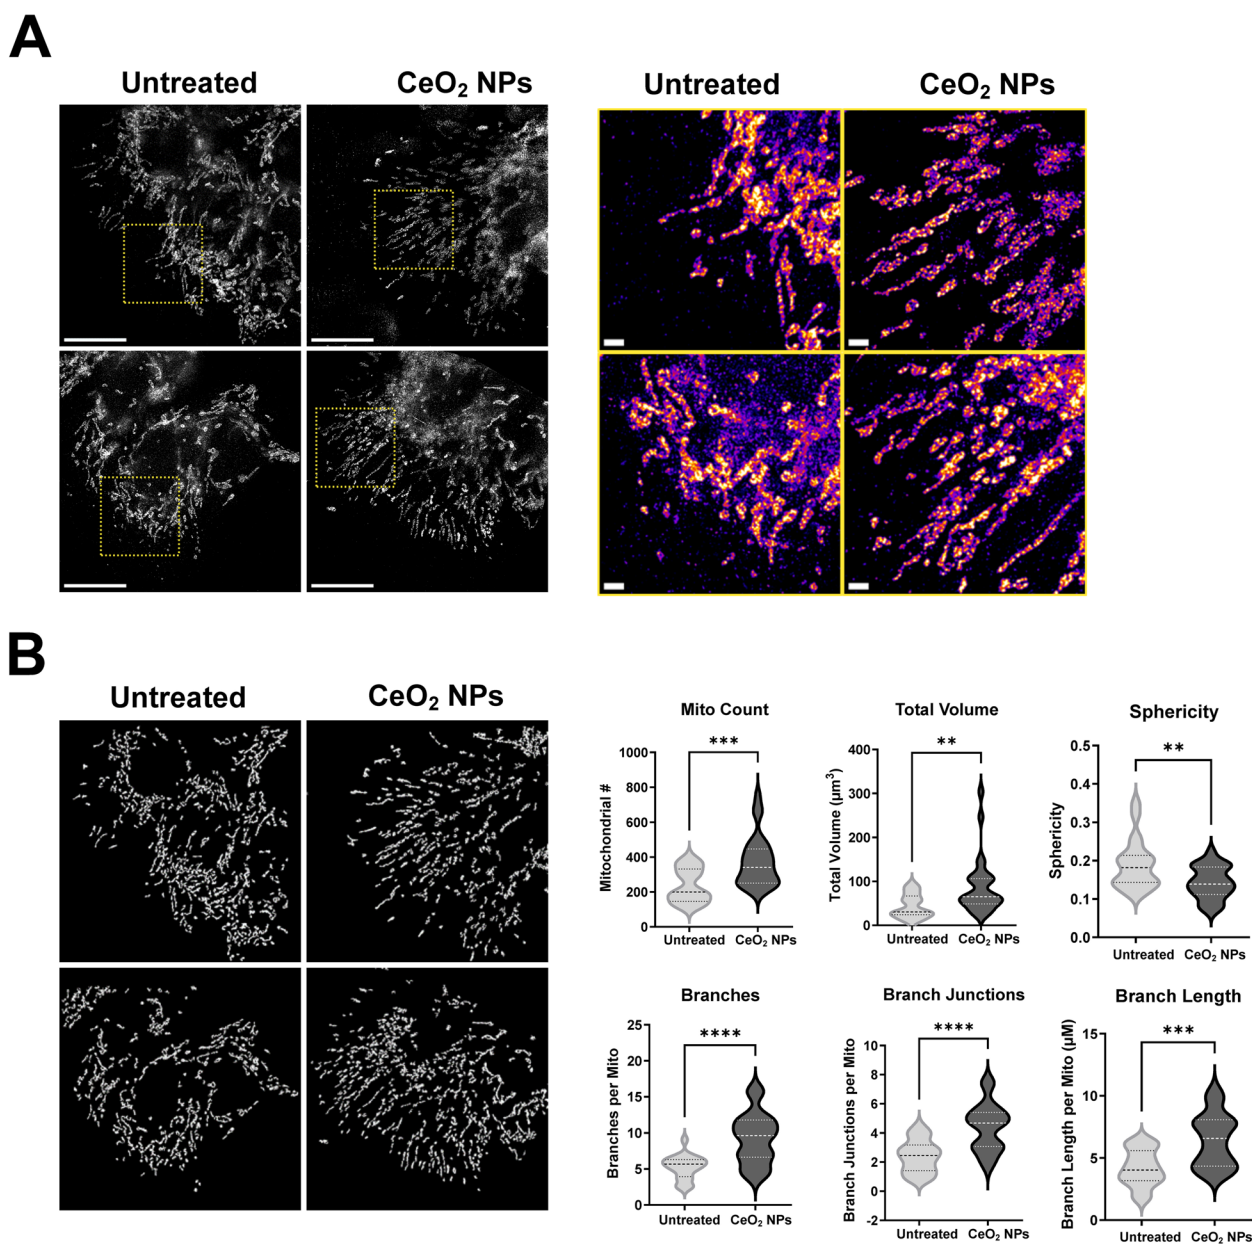 A
Untreated
CeO₂ NPs
Untreated
CeO₂ NPs
B
Untreated
CeO₂ NPs
Mito Count
Mitochondrial #
1000
800
600
400
200
0
***
Untreated
CeO₂ NPs
Total Volume
Total Volume (µm³)
400
300
200
100
0
**
Untreated
CeO₂ NPs
Sphericity
Sphericity
0.5
0.4
0.3
0.2
0.1
0.0
**
Untreated
CeO₂ NPs
Branches
Branches per Mito
25
20
15
10
5
0
****
Untreated
CeO₂ NPs
Branch Junctions
Branch Junctions per Mito
10
8
6
4
2
0
-2
****
Untreated
CeO₂ NPs
Branch Length
Branch Length per Mito (µM)
15
10
5
0
***
Untreated
CeO₂ NPs